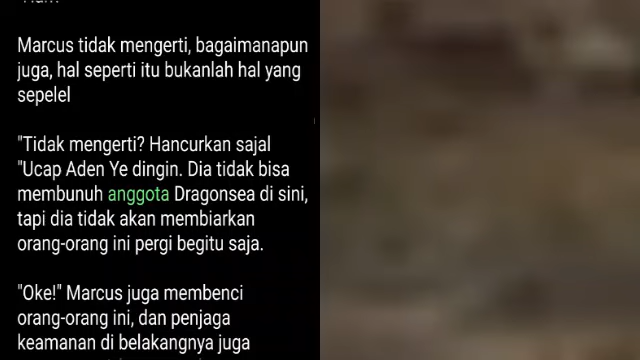 Marcus tidak mengerti, bagaimanapun
juga, hal seperti itu bukanlah hal yang
sepelel
"Tidak mengerti? Hancurkan sajal
"Ucap Aden Ye dingin. Dia tidak bisa
membunuh anggota Dragonsea di sini,
tapi dia tidak akan membiarkan
orang-orang ini pergi begitu saja.
"Oke!" Marcus juga membenci
orang-orang ini, dan penjaga
keamanan di belakangnya juga